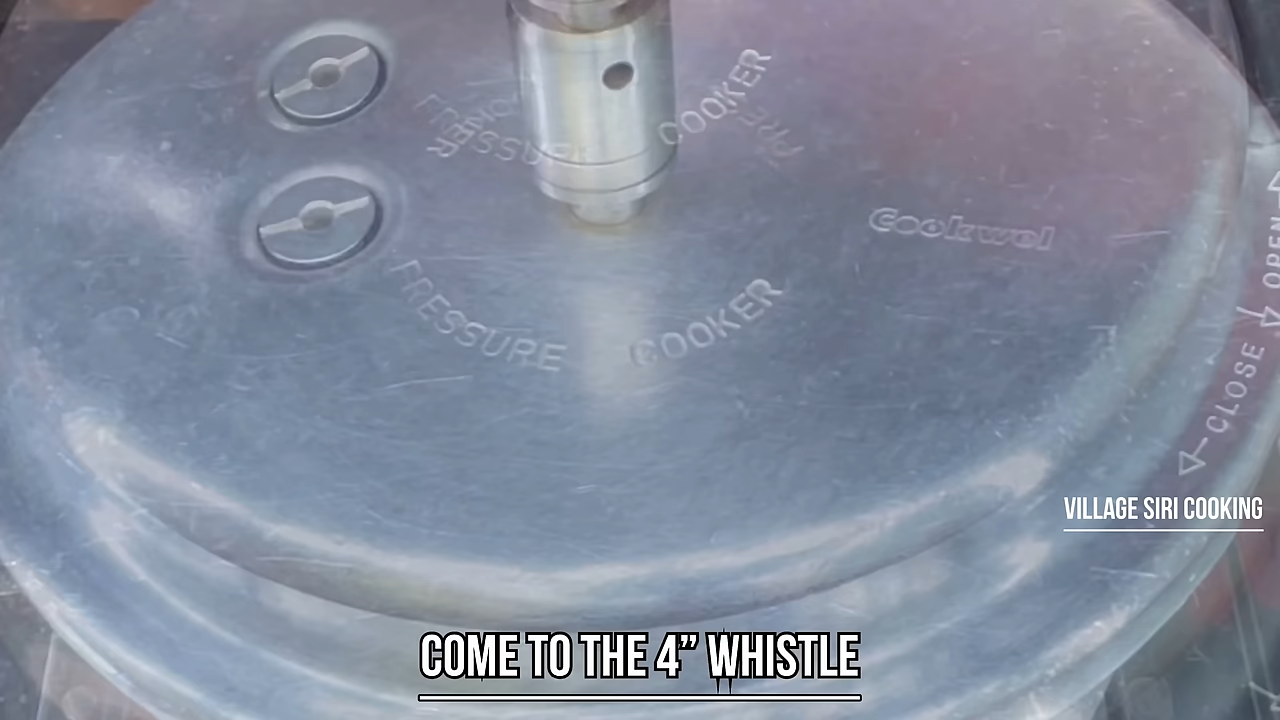 COOKER
PRESSURE
Cookwel
PRESSURE COOKER
OPEN
CLOSE
VILLAGE SIRI COOKING
COME TO THE 4” WHISTLE